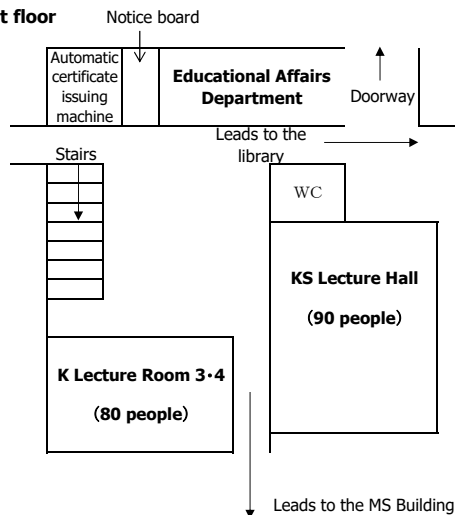 t floor
Notice board
Automatic
certificate
issuing
machine
Educational Affairs
Department
Doorway
Leads to the
library
Stairs
WC
KS Lecture Hall
（90 people）
K Lecture Room 3・4
（80 people）
Leads to the MS Building